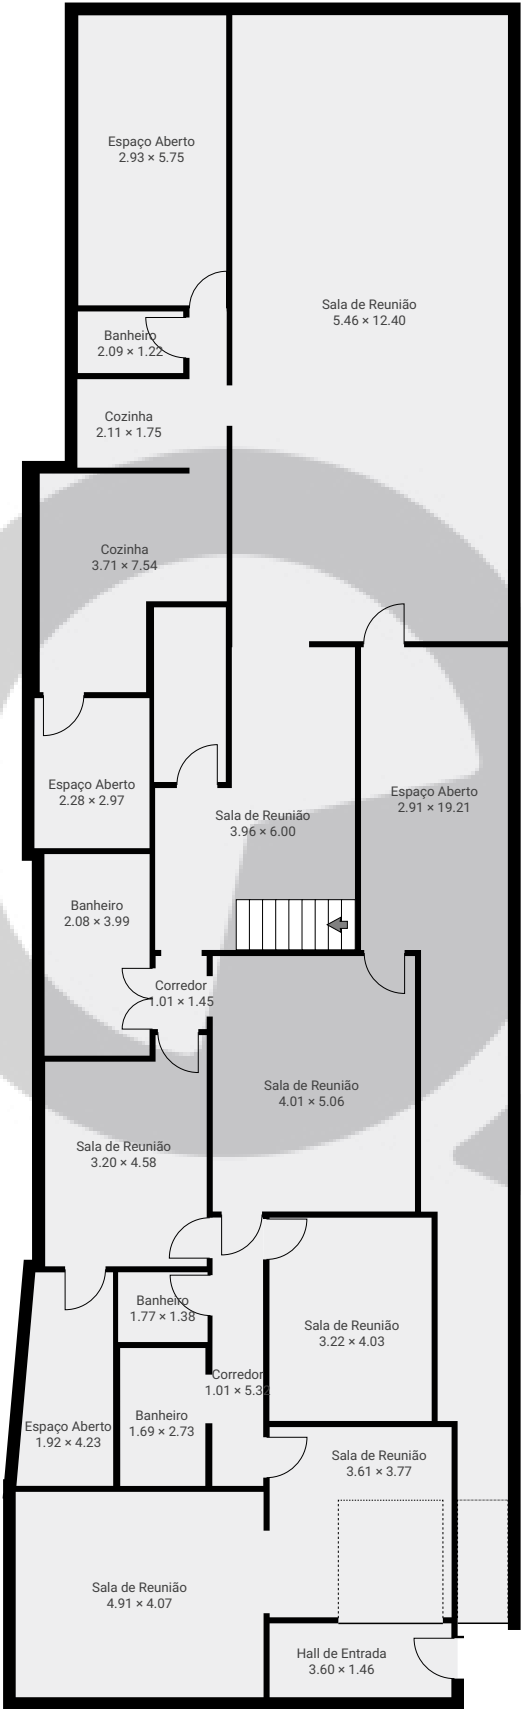 Espaço Aberto
2.93 × 5.75
Sala de Reunião
5.46 × 12.40
Banheiro
2.09 × 1.22
Cozinha
2.11 × 1.75
Cozinha
3.71 × 7.54
Espaço Aberto
2.28 × 2.97
Espaço Aberto
2.91 × 19.21
Sala de Reunião
3.96 × 6.00
Banheiro
2.08 × 3.99
Corredor
1.01 × 1.45
Sala de Reunião
4.01 × 5.06
Sala de Reunião
3.20 × 4.58
Banheiro
1.77 × 1.38
Sala de Reunião
3.22 × 4.03
Corredor
1.01 × 5.32
Banheiro
1.69 × 2.73
Espaço Aberto
1.92 × 4.23
Sala de Reunião
3.61 × 3.77
Sala de Reunião
4.91 × 4.07
Hall de Entrada
3.60 × 1.46